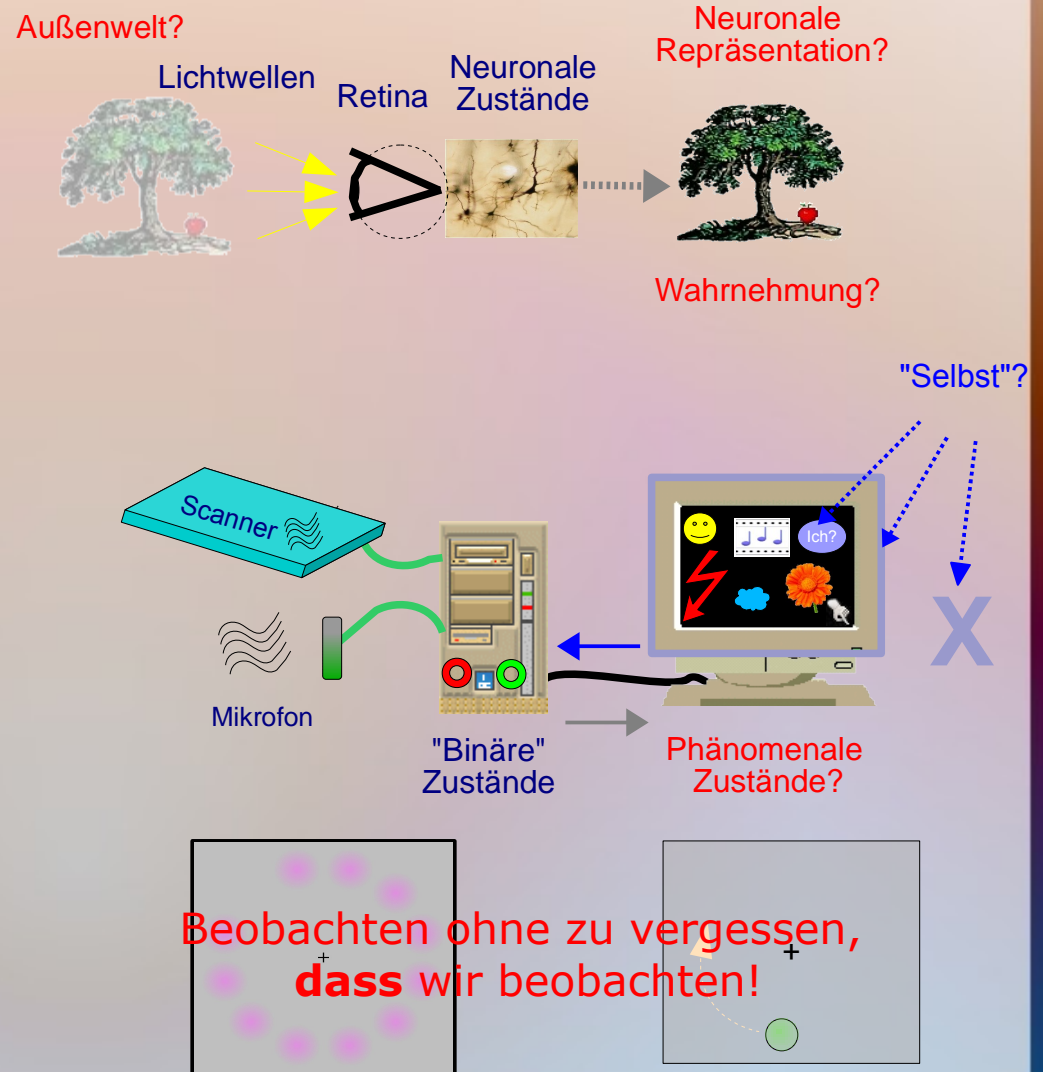 Außenwelt?
Neuronale
Repräsentation?
Lichtwellen
Retina
Neuronale
Zustände
Wahrnehmung?
"Selbst"?
Scanner
Ich?
Mikrofon
"Binäre"
Zustände
Phänomenale
Zustände?
Beobachten ohne zu vergessen,
dass wir beobachten!